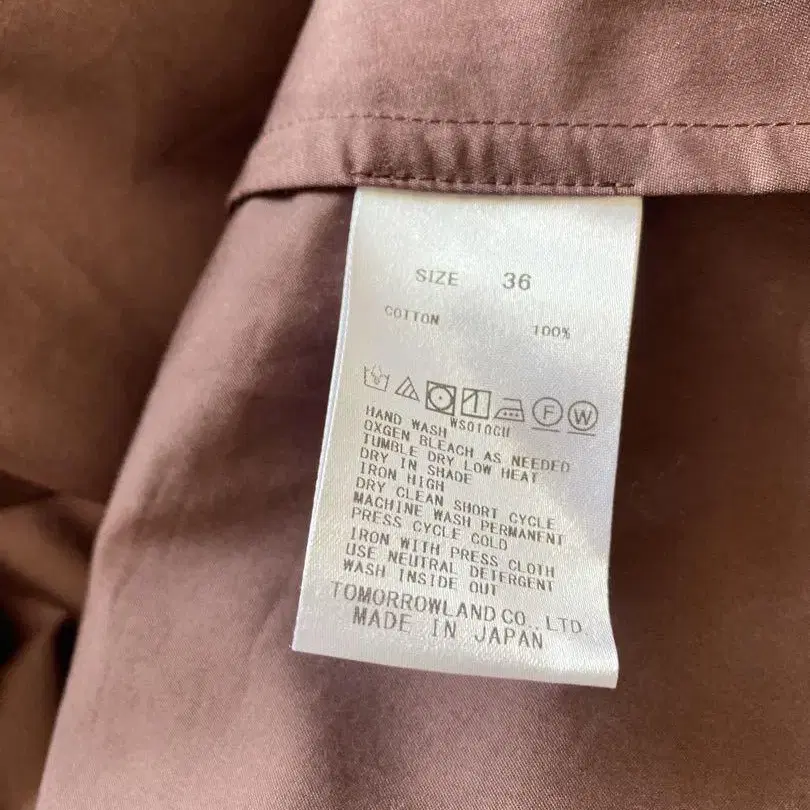 SIZE 36
COTTON 100%
F W
WS010GU
HAND WASH
OXGEN BLEACH AS NEEDED
TUMBLE DRY LOW HEAT
DRY IN SHADE
IRON HIGH
DRY CLEAN SHORT CYCLE
MACHINE WASH PERMANENT
PRESS CYCLE COLD
IRON WITH PRESS CLOTH
USE NEUTRAL DETERGENT
WASH INSIDE OUT
TOMORROWLAND CO., LTD.
MADE IN JAPAN